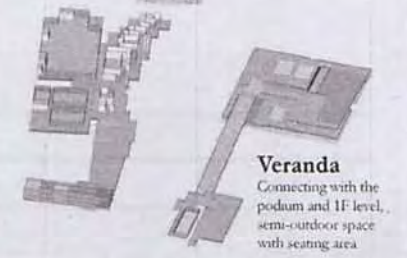 Veranda
Connecting with the
podium and 1F level,
semi-outdoor space
with seating area